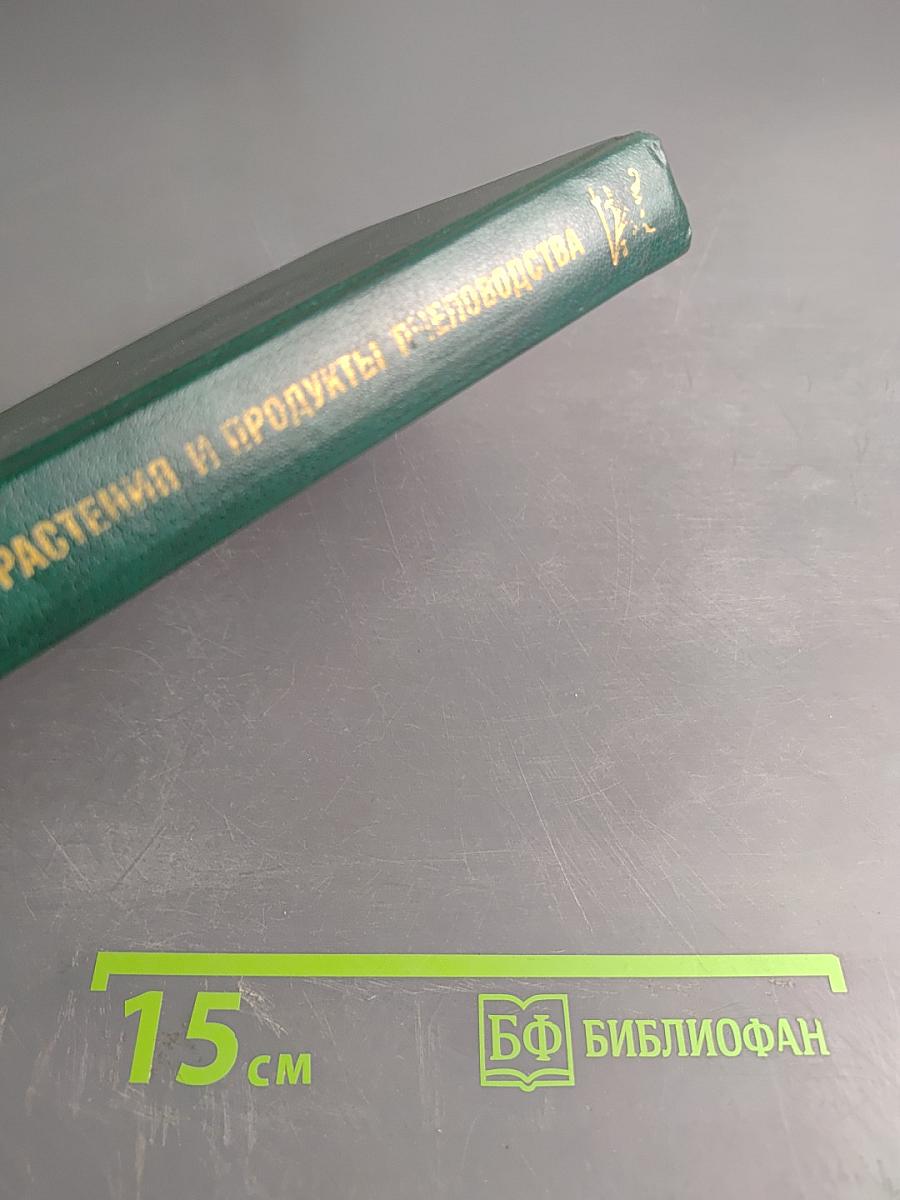 РАСТЕНИЯ И ПРОДУКТЫ ПЧЕЛОВОДСТВА
15 см
БФ БИБЛИОФАН